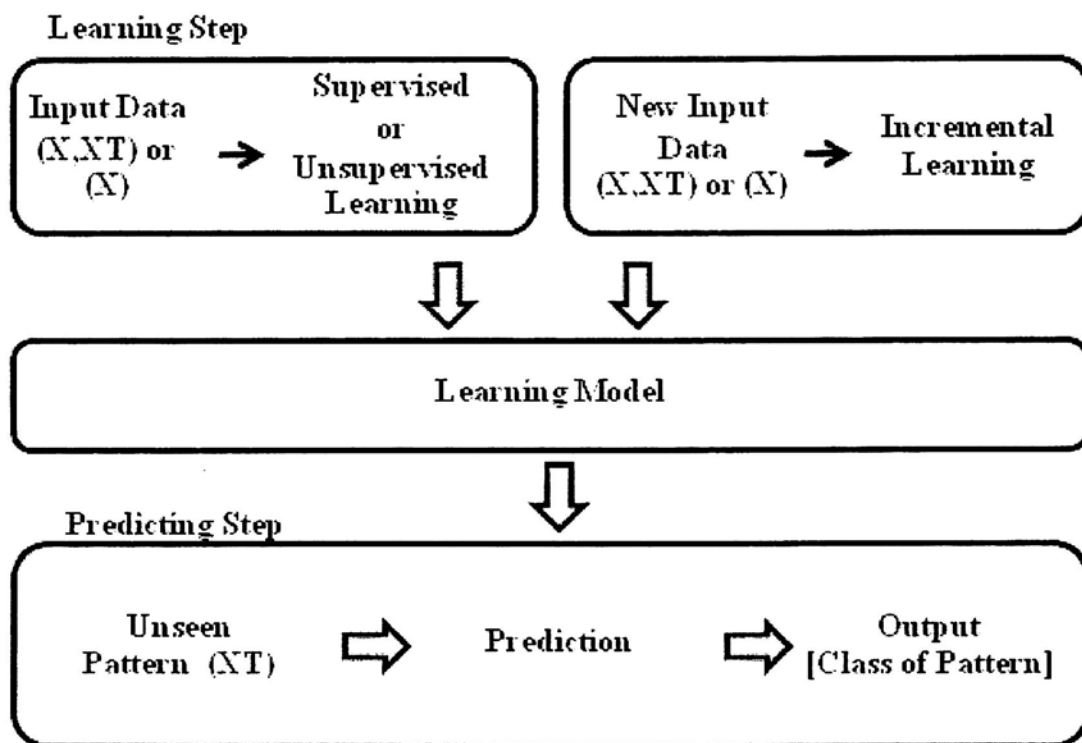 Learning Step
Input Data
(X,XT) or
(X)
Supervised
or
Unsupervised
Learning
New Input
Data
(X,XT) or (X)
Incremental
Learning
Learning Model
Predicting Step
Unseen
Pattern (XT)
Prediction
Output
[Class of Pattern]